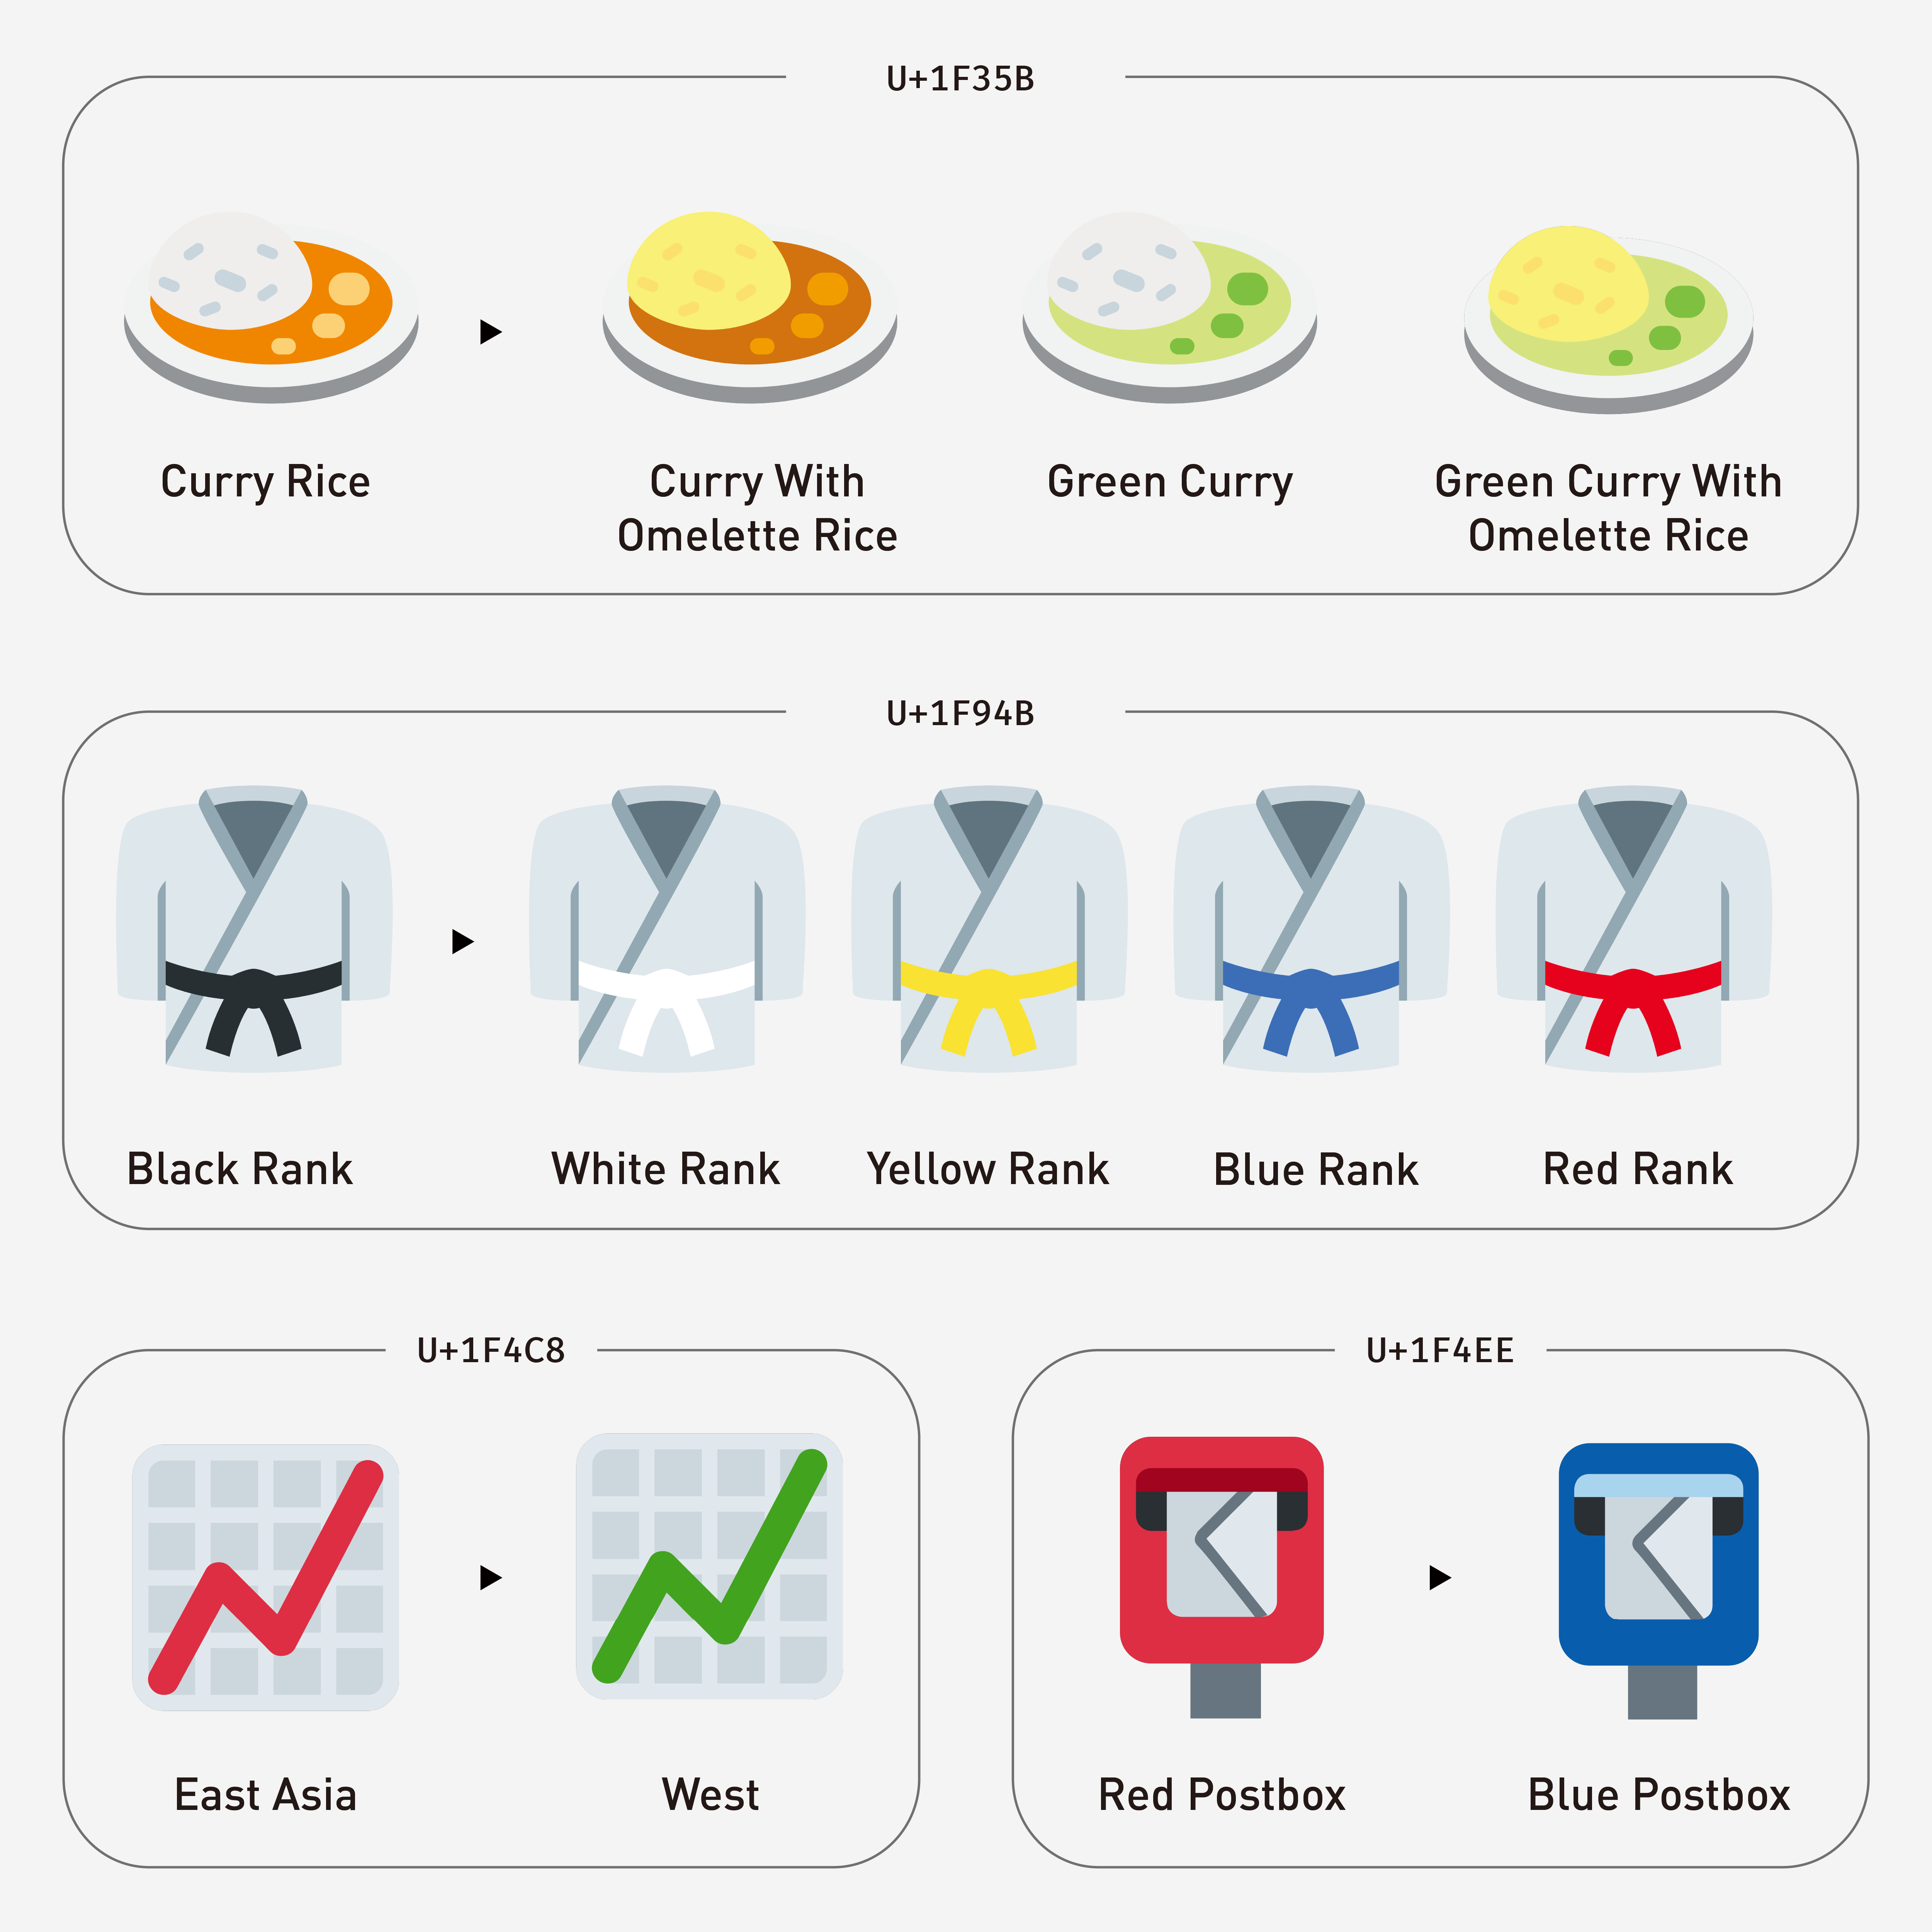 U+1F35B
Curry Rice
Curry With
Omelette Rice
Green Curry
Green Curry With
Omelette Rice
U+1F94B
Black Rank
White Rank
Yellow Rank
Blue Rank
Red Rank
U+1F4C8
East Asia
West
U+1F4EE
Red Postbox
Blue Postbox